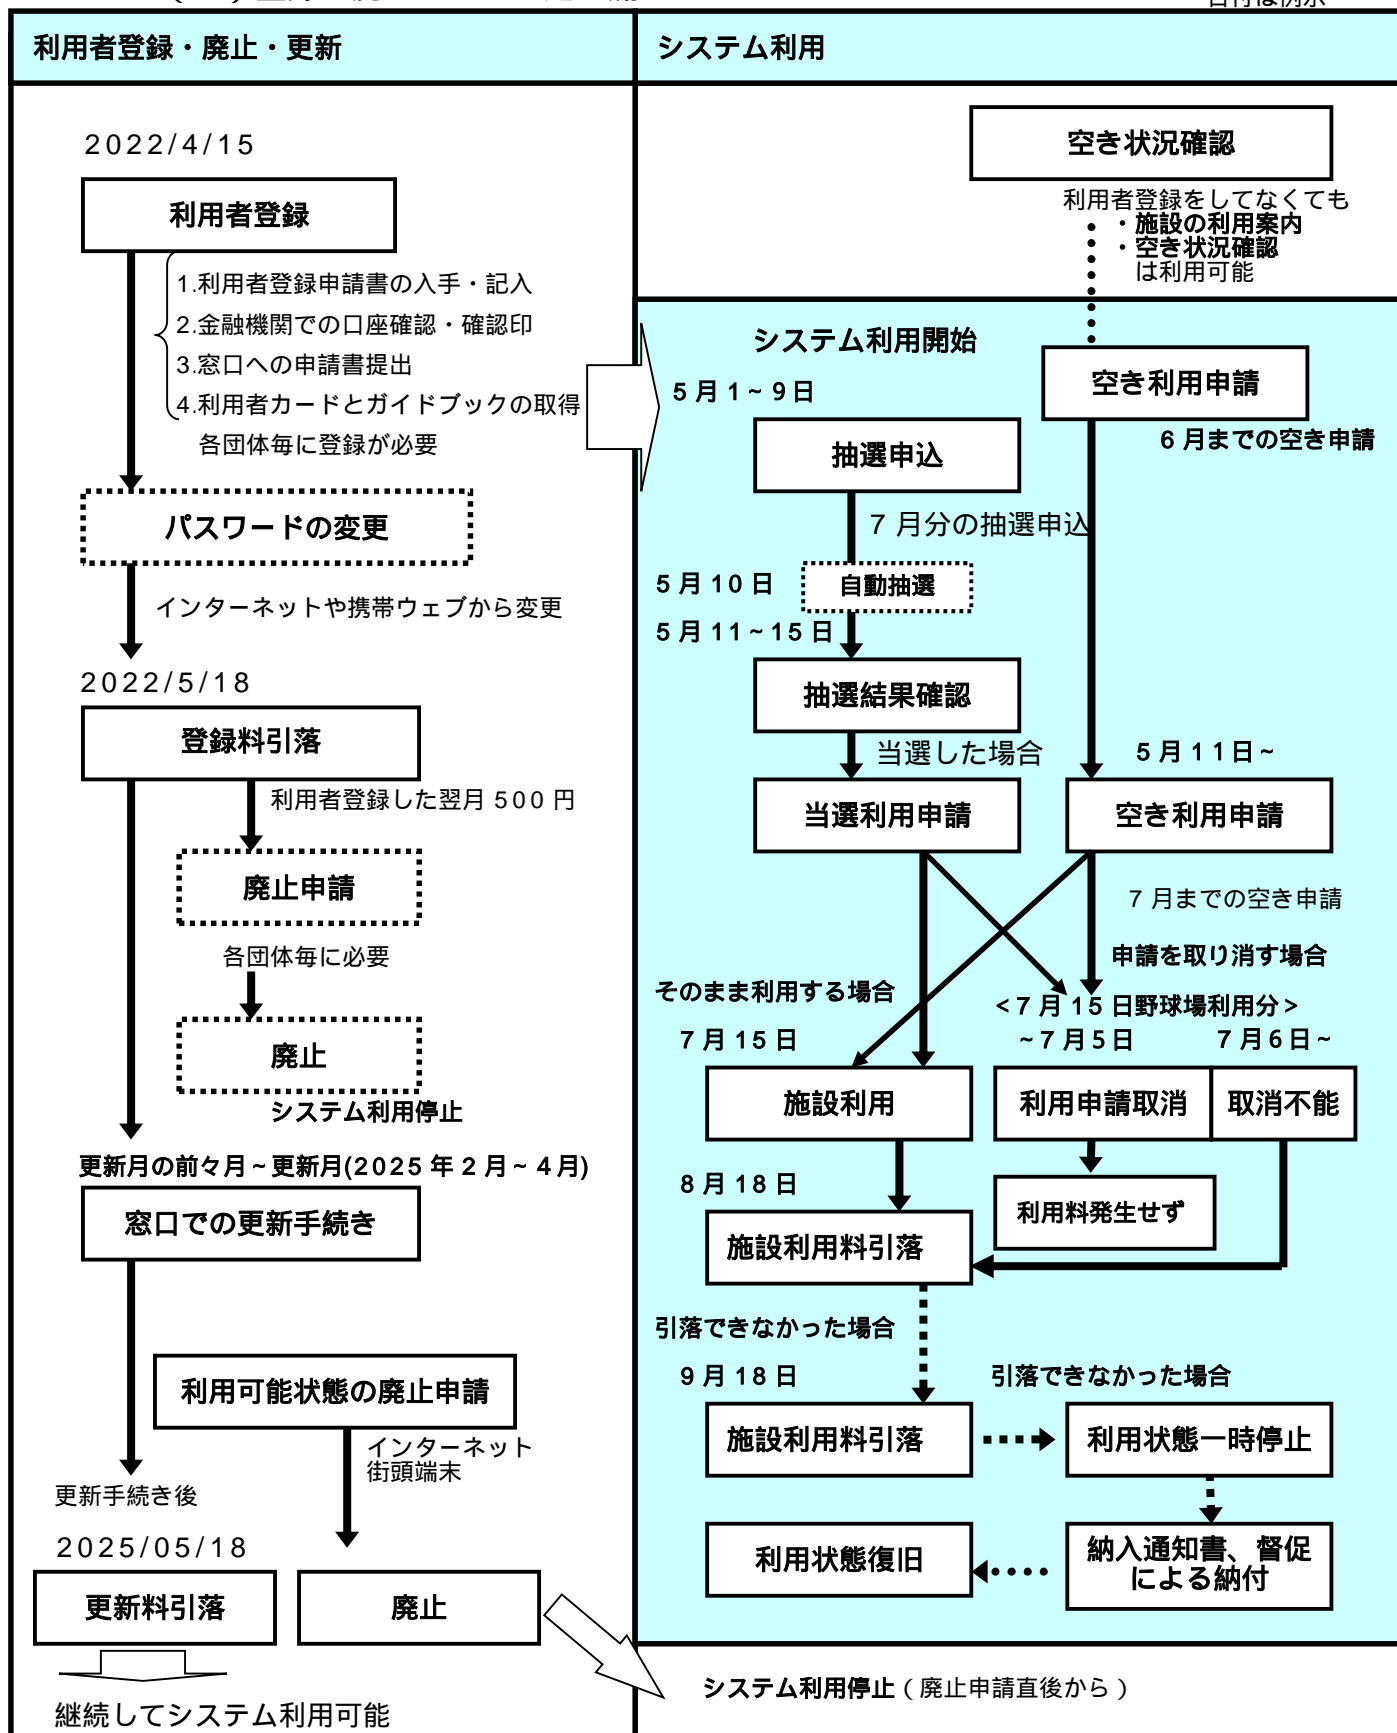 利用者登録・廃止・更新
2022/4/15
利用者登録
1.利用者登録申請書の入手・記入
2.金融機関での口座確認・確認印
3.窓口への申請書提出
4.利用者カードとガイドブックの取得
各団体毎に登録が必要
パスワードの変更
インターネットや携帯ウェブから変更
2022/5/18
登録料引落
利用者登録した翌月500円
廃止申請
各団体毎に必要
廃止
システム利用停止
更新月の前々月~更新月(2025年2月~4月)
窓口での更新手続き
利用可能状態の廃止申請
インターネット
街頭端末
更新手続き後
2025/05/18
更新料引落
廃止
継続してシステム利用可能
システム利用
空き状況確認
利用者登録をしてなくても
・施設の利用案内
・空き状況確認
は利用可能
システム利用開始
空き利用申請
5月1~9日
6月までの空き申請
抽選申込
7月分の抽選申込
5月10日
自動抽選
5月11~15日
抽選結果確認
当選した場合
5月11日~
当選利用申請
空き利用申請
7月までの空き申請
申請を取り消す場合
そのまま利用する場合
<7月15日野球場利用分>
7月15日
~7月5日
7月6日~
施設利用
利用申請取消
取消不能
8月18日
利用料発生せず
施設利用料引落
引落できなかった場合
9月18日
引落できなかった場合
施設利用料引落
利用状態一時停止
利用状態復旧
納入通知書、督促
による納付
システム利用停止(廃止申請直後から)